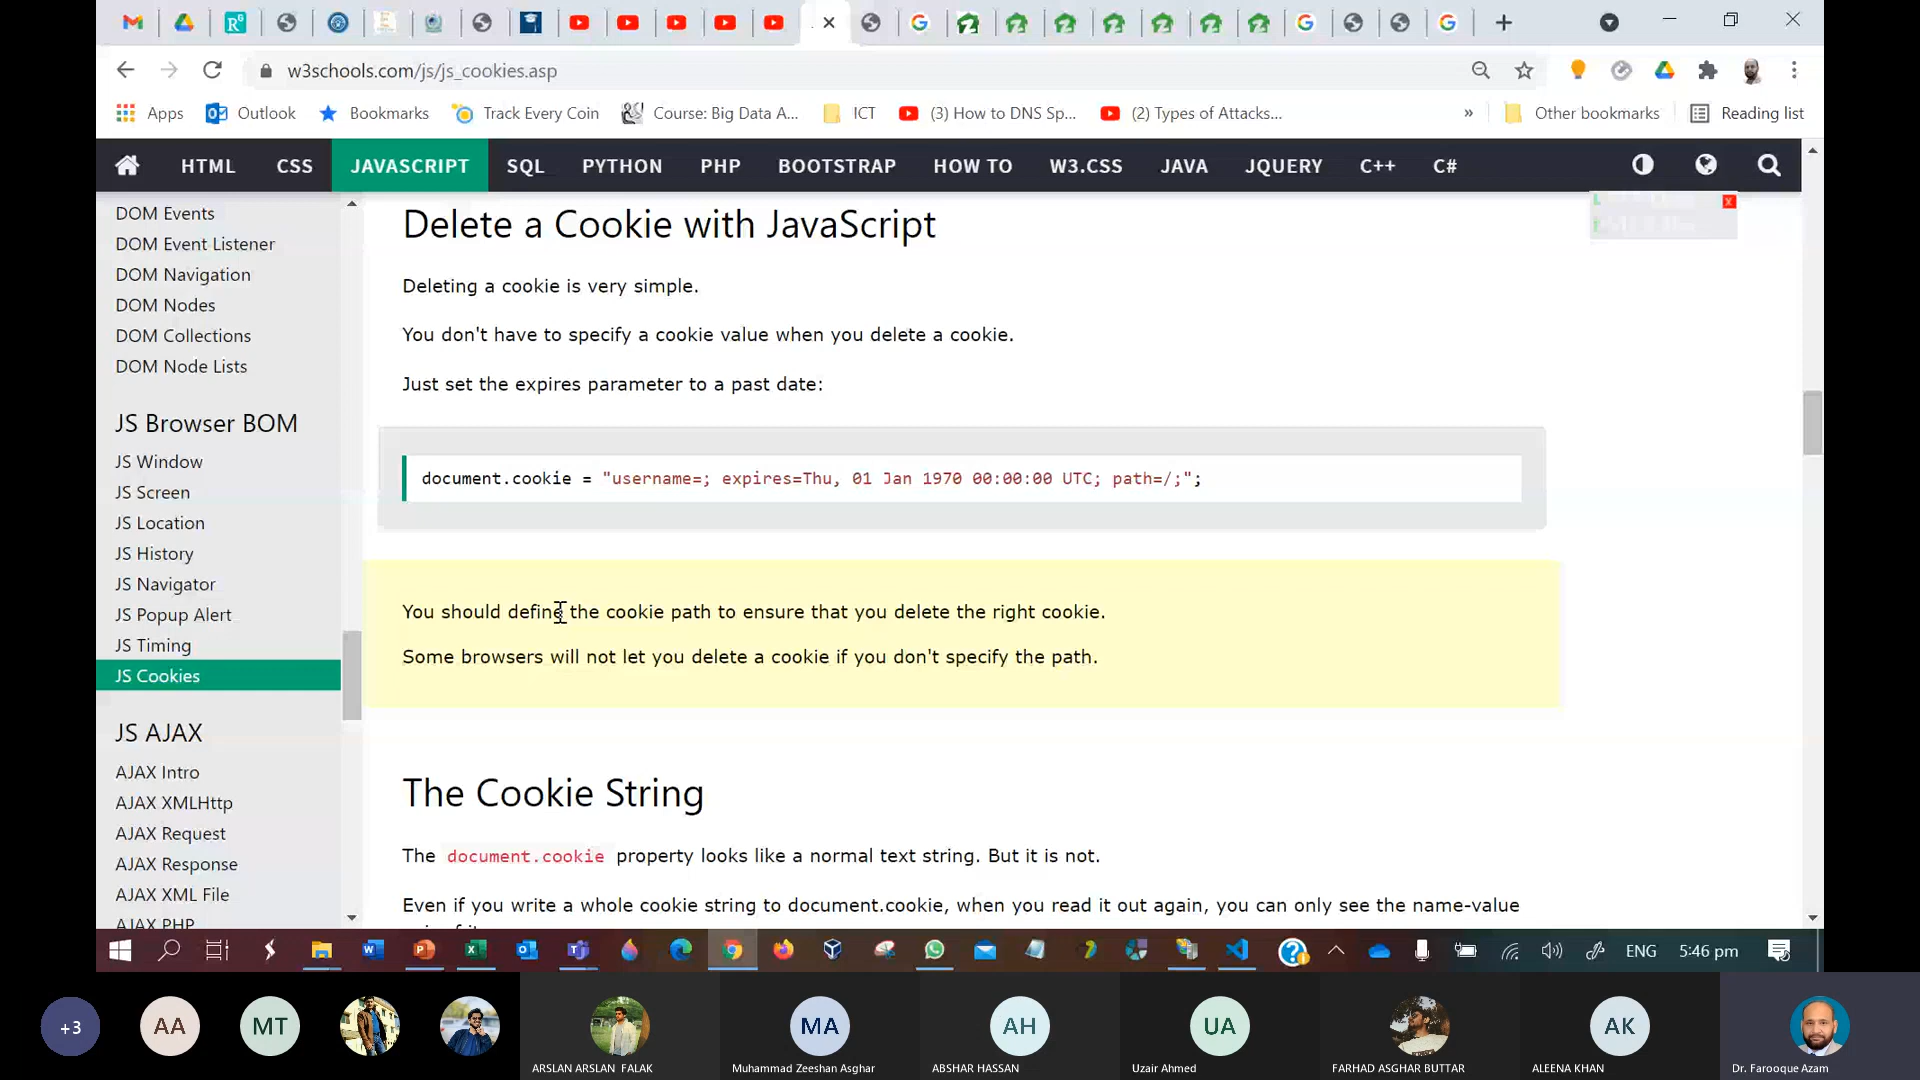 w3schools.com/js/js_cookies.asp
Apps
Outlook
Bookmarks
Track Every Coin
Course: Big Data A...
ICT
(3) How to DNS Sp...
(2) Types of Attacks...
»
Other bookmarks
Reading list
HTML
CSS
JAVASCRIPT
SQL
PYTHON
PHP
BOOTSTRAP
HOW TO
W3.CSS
JAVA
JQUERY
C++
C#
DOM Events
DOM Event Listener
DOM Navigation
DOM Nodes
DOM Collections
DOM Node Lists
JS Browser BOM
JS Window
JS Screen
JS Location
JS History
JS Navigator
JS Popup Alert
JS Timing
JS Cookies
JS AJAX
AJAX Intro
AJAX XMLHttp
AJAX Request
AJAX Response
AJAX XML File
AJAX PHP
Delete a Cookie with JavaScript
Deleting a cookie is very simple.
You don't have to specify a cookie value when you delete a cookie.
Just set the expires parameter to a past date:
document.cookie = "username=; expires=Thu, 01 Jan 1970 00:00:00 UTC; path=/;";
You should define the cookie path to ensure that you delete the right cookie.
Some browsers will not let you delete a cookie if you don't specify the path.
The Cookie String
The document.cookie property looks like a normal text string. But it is not.
Even if you write a whole cookie string to document.cookie, when you read it out again, you can only see the name-value
ENG
5:46 pm
+3
AA
MT
ARSLAN ARSLAN FALAK
MA
Muhammad Zeeshan Asghar
AH
ABSHAR HASSAN
UA
Uzair Ahmed
FARHAD ASGHAR BUTTAR
AK
ALEENA KHAN
Dr. Farooque Azam